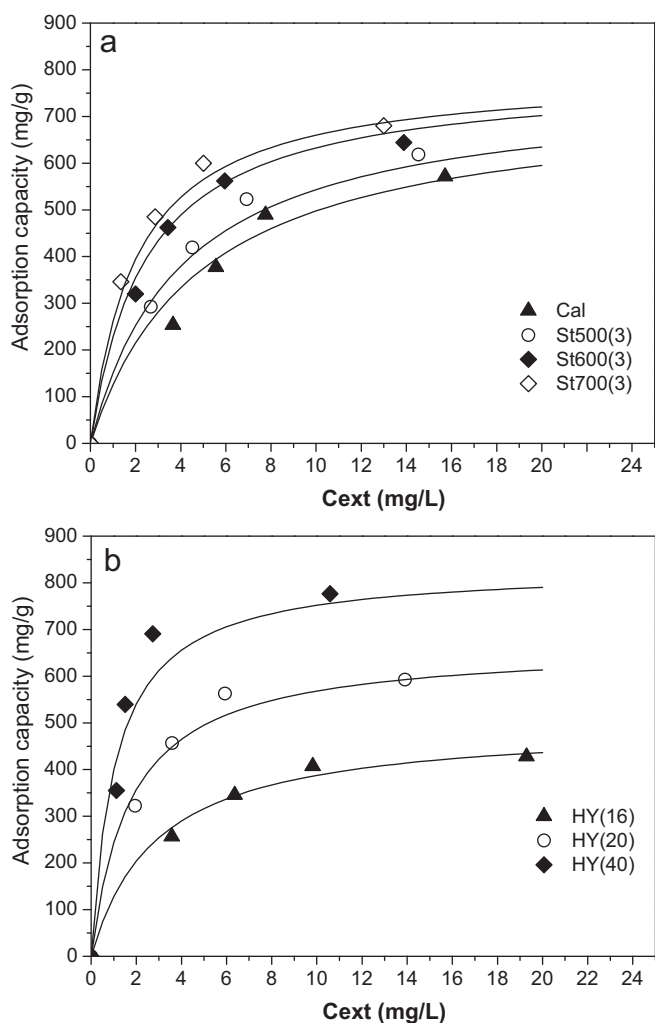 a
900
800
700
600
500
400
300
200
100
0
Adsorption capacity (mg/g)
Cal
St500(3)
St600(3)
St700(3)
0 2 4 6 8 10 12 14 16 18 20 22 24
Cext (mg/L)
b
900
800
700
600
500
400
300
200
100
0
Adsorption capacity (mg/g)
HY(16)
HY(20)
HY(40)
0 2 4 6 8 10 12 14 16 18 20 22 24
Cext (mg/L)